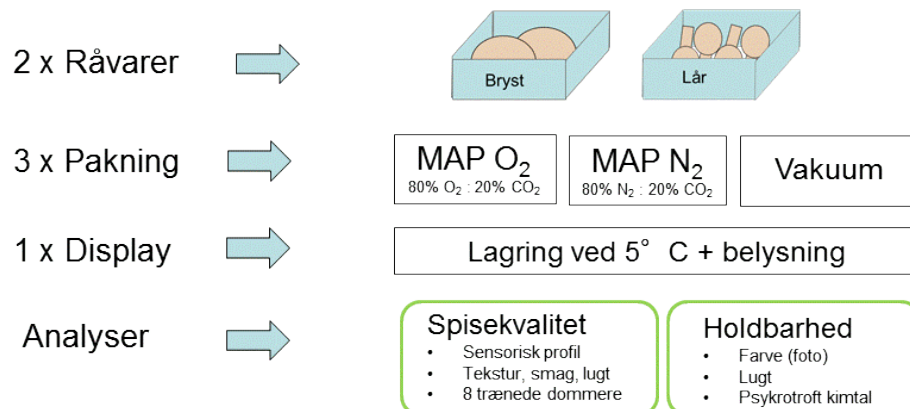 2 x Råvarer
Bryst
Lår
3 x Pakning
MAP O₂
80% O₂ : 20% CO₂
MAP N₂
80% N₂ : 20% CO₂
Vakuum
1 x Display
Lagring ved 5° C + belysning
Analyser
Spisekvalitet
• Sensorisk profil
• Tekstur, smag, lugt
• 8 trænede dommere
Holdbarhed
• Farve (foto)
• Lugt
• Psykrotroft kimtal